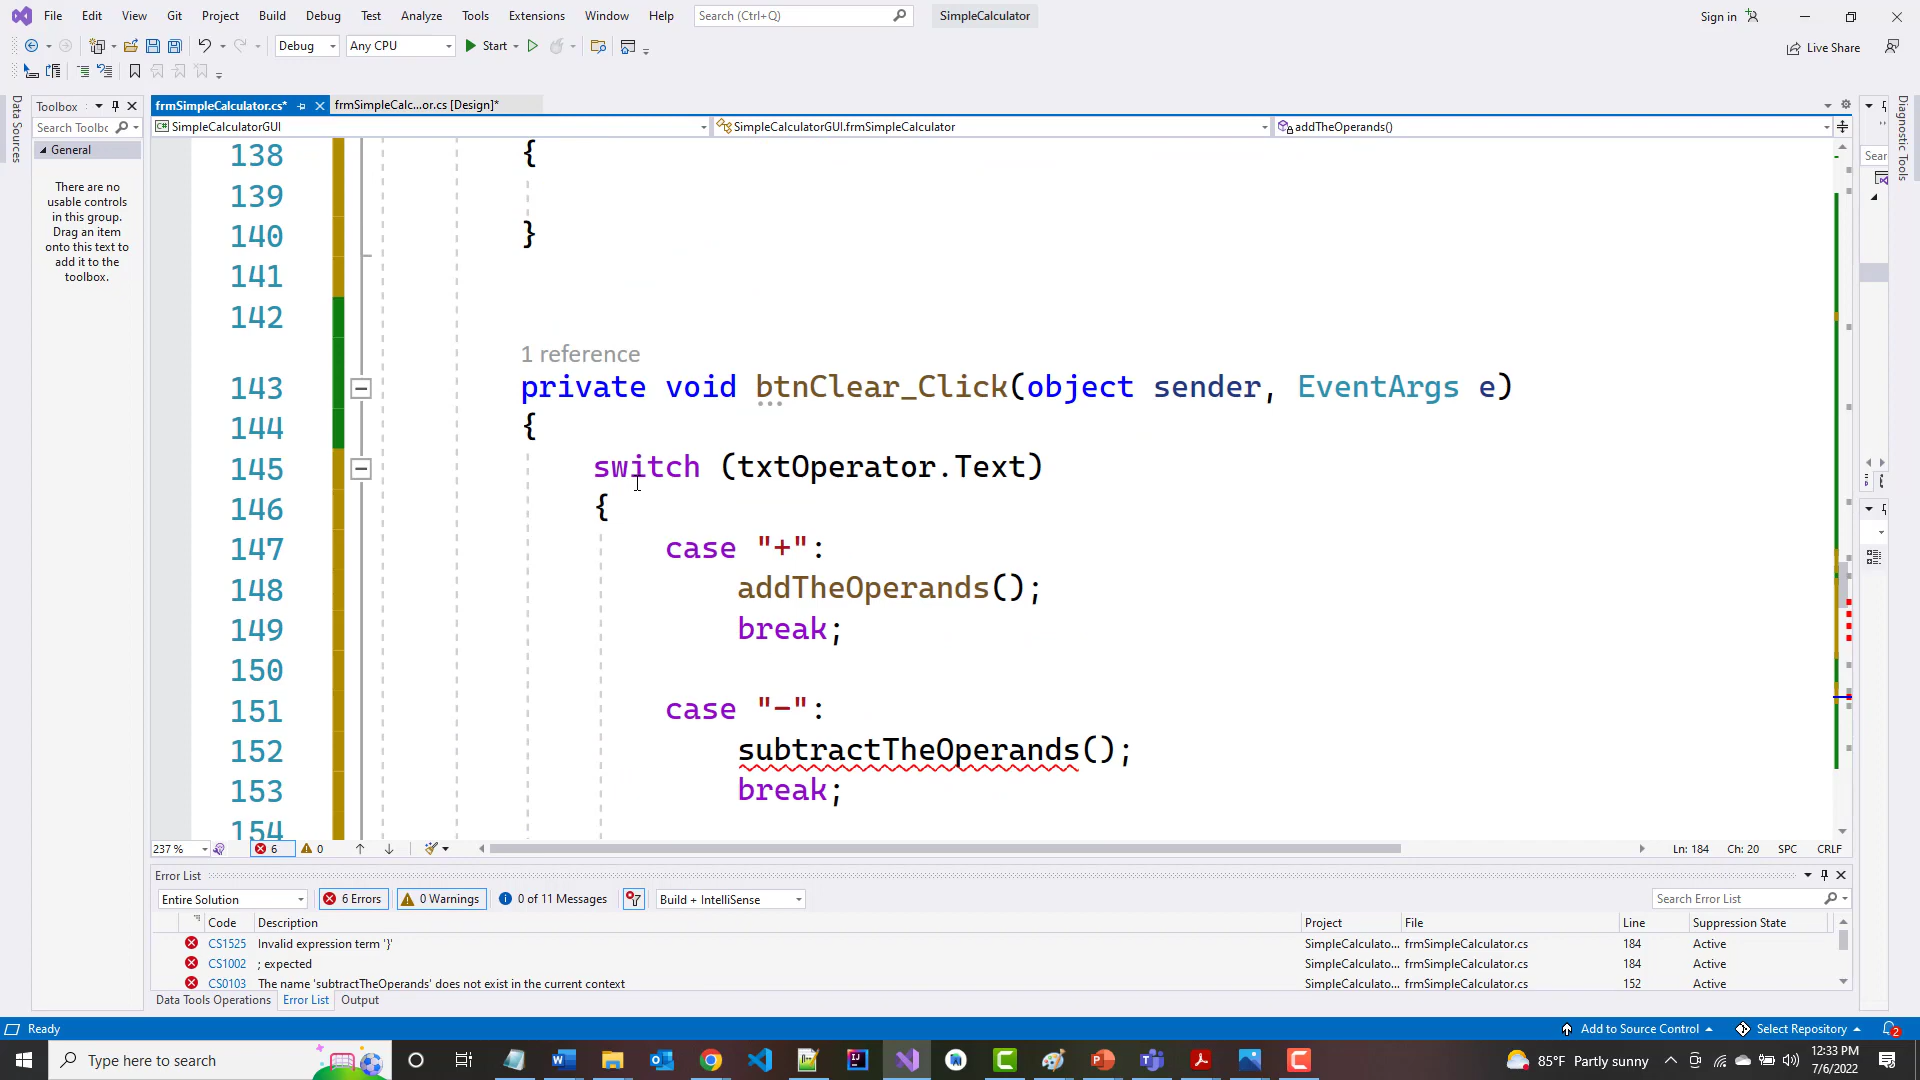 File Edit View Git Project Build Debug Test Analyze Tools Extensions Window Help Search (Ctrl+Q) SimpleCalculator Sign in
Debug Any CPU Start Live Share
frmSimpleCalculator.cs* frmSimpleCalc...or.cs [Design]*
SimpleCalculatorGUI SimpleCalculatorGUI.frmSimpleCalculator addTheOperands()
Data Sources
Toolbox
Search Toolbc
General
There are no
usable controls
in this group.
Drag an item
onto this text to
add it to the
toolbox.
138 {
139
140 }
141
142
1 reference
143 private void btnClear_Click(object sender, EventArgs e)
144 {
145 switch (txtOperator.Text)
146 {
147 case "+":
148 addTheOperands();
149 break;
150
151 case "-":
152 subtractTheOperands();
153 break;
154
Sear
Diagnostic Tools
237 % 6 0 Ln: 184 Ch: 20 SPC CRLF
Error List
Entire Solution 6 Errors 0 Warnings 0 of 11 Messages Build + IntelliSense Search Error List
Code Description Project File Line Suppression State
CS1525 Invalid expression term '}' SimpleCalculato... frmSimpleCalculator.cs 184 Active
CS1002 ; expected SimpleCalculato... frmSimpleCalculator.cs 184 Active
CS0103 The name 'subtractTheOperands' does not exist in the current context SimpleCalculato... frmSimpleCalculator.cs 152 Active
Data Tools Operations Error List Output
Ready Add to Source Control Select Repository 2
Type here to search 85°F Partly sunny 12:33 PM
7/6/2022